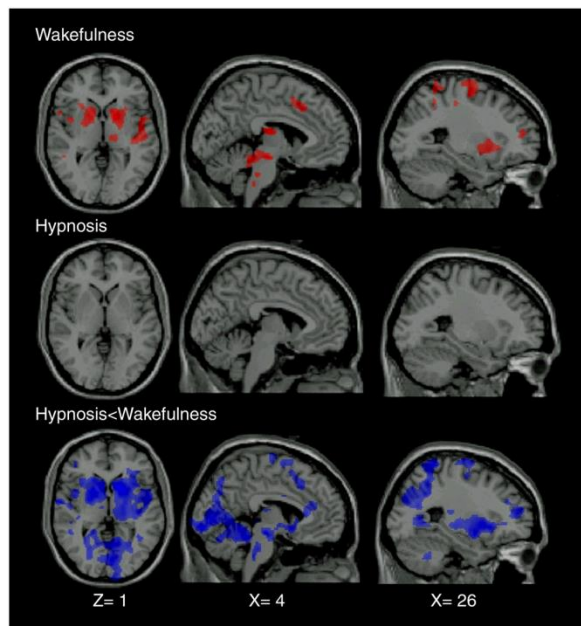 Wakefulness
Hypnosis
Hypnosis<Wakefulness
Z= 1 X= 4 X= 26